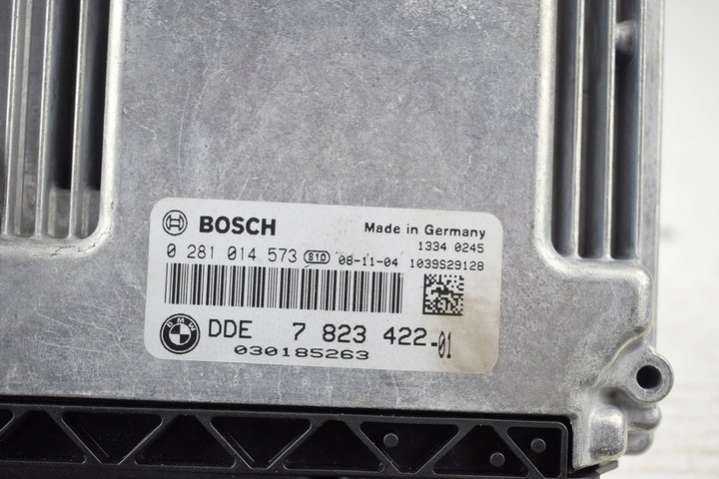 BOSCH Made in Germany
1334 0245
0 281 014 573 810 08-11-04 1039S29128
BMW DDE 7 823 422-01
030185263